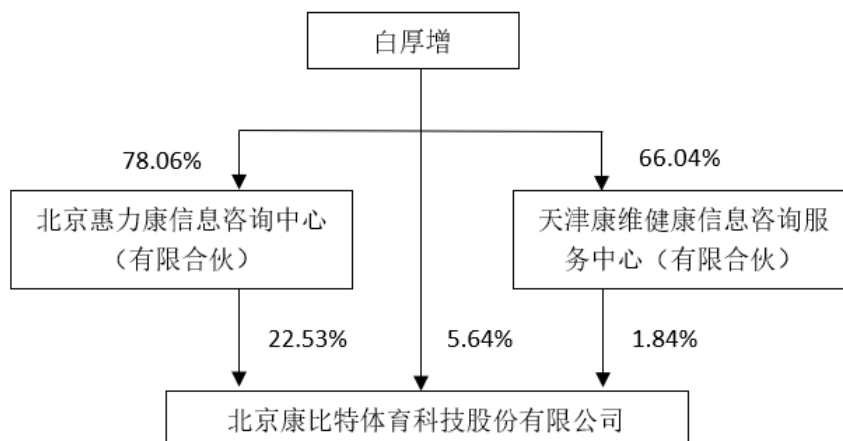 白厚增
78.06%
66.04%
北京惠力康信息咨询中心
（有限合伙）
天津康维健康信息咨询服
务中心（有限合伙）
22.53%
5.64%
1.84%
北京康比特体育科技股份有限公司